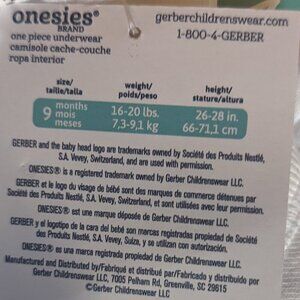 onesies®
BRAND
one piece underwear
camisole cache-couche
ropa interior
gerberchildrenswear.com
1-800-4-GERBER
size/
taille/talla
weight/
poids/peso
height/
stature/altura
9 months
mois
meses
16-20 lbs.
7,3-9,1 kg
26-28 in.
66-71,1 cm
GERBER and the baby head logo are trademarks owned by Société des Produits Nestlé,
S.A. Vevey, Switzerland, and are used with permission.
ONESIES® is a registered trademark owned by Gerber Childrenswear LLC.
GERBER et le logo du visage de bébé sont des marques de commerce détenues par
Société des Produits Nestlé, S.A. Vevey, Switzerland, et sont utilisées avec leur permission.
ONESIES® est une marque déposée de Gerber Childrenswear LLC.
GERBER y el logotipo de la cara del bebé son marcas registradas propiedad de Société
des Produits Nestlé, S.A. Vevey, Suiza, y se utilizan con autorización.
ONESIES® es una marca registrada propiedad de Gerber Childrenswear LLC.
Manufactured and Distributed by/Fabriqué et distribué par/Fabricado y distribuido por
Gerber Childrenswear LLC, 7005 Pelham Rd, Greenville, SC 29615
©Gerber Childrenswear LLC